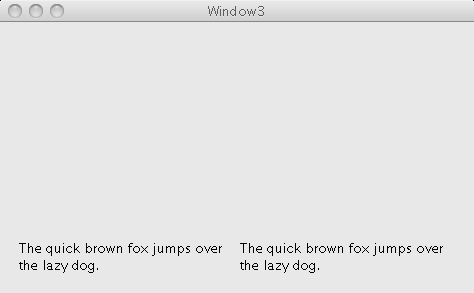 Window3
The quick brown fox jumps over
the lazy dog.
The quick brown fox jumps over
the lazy dog.